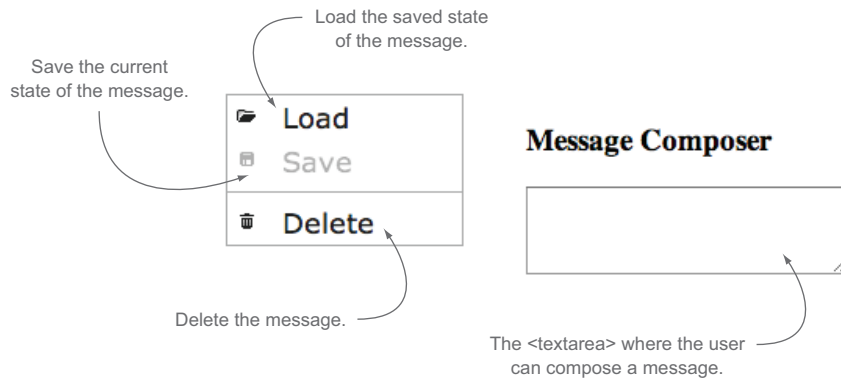 Load the saved state
of the message.
Save the current
state of the message.
Load
Save
Delete
Message Composer
Delete the message.
The <textarea> where the user
can compose a message.